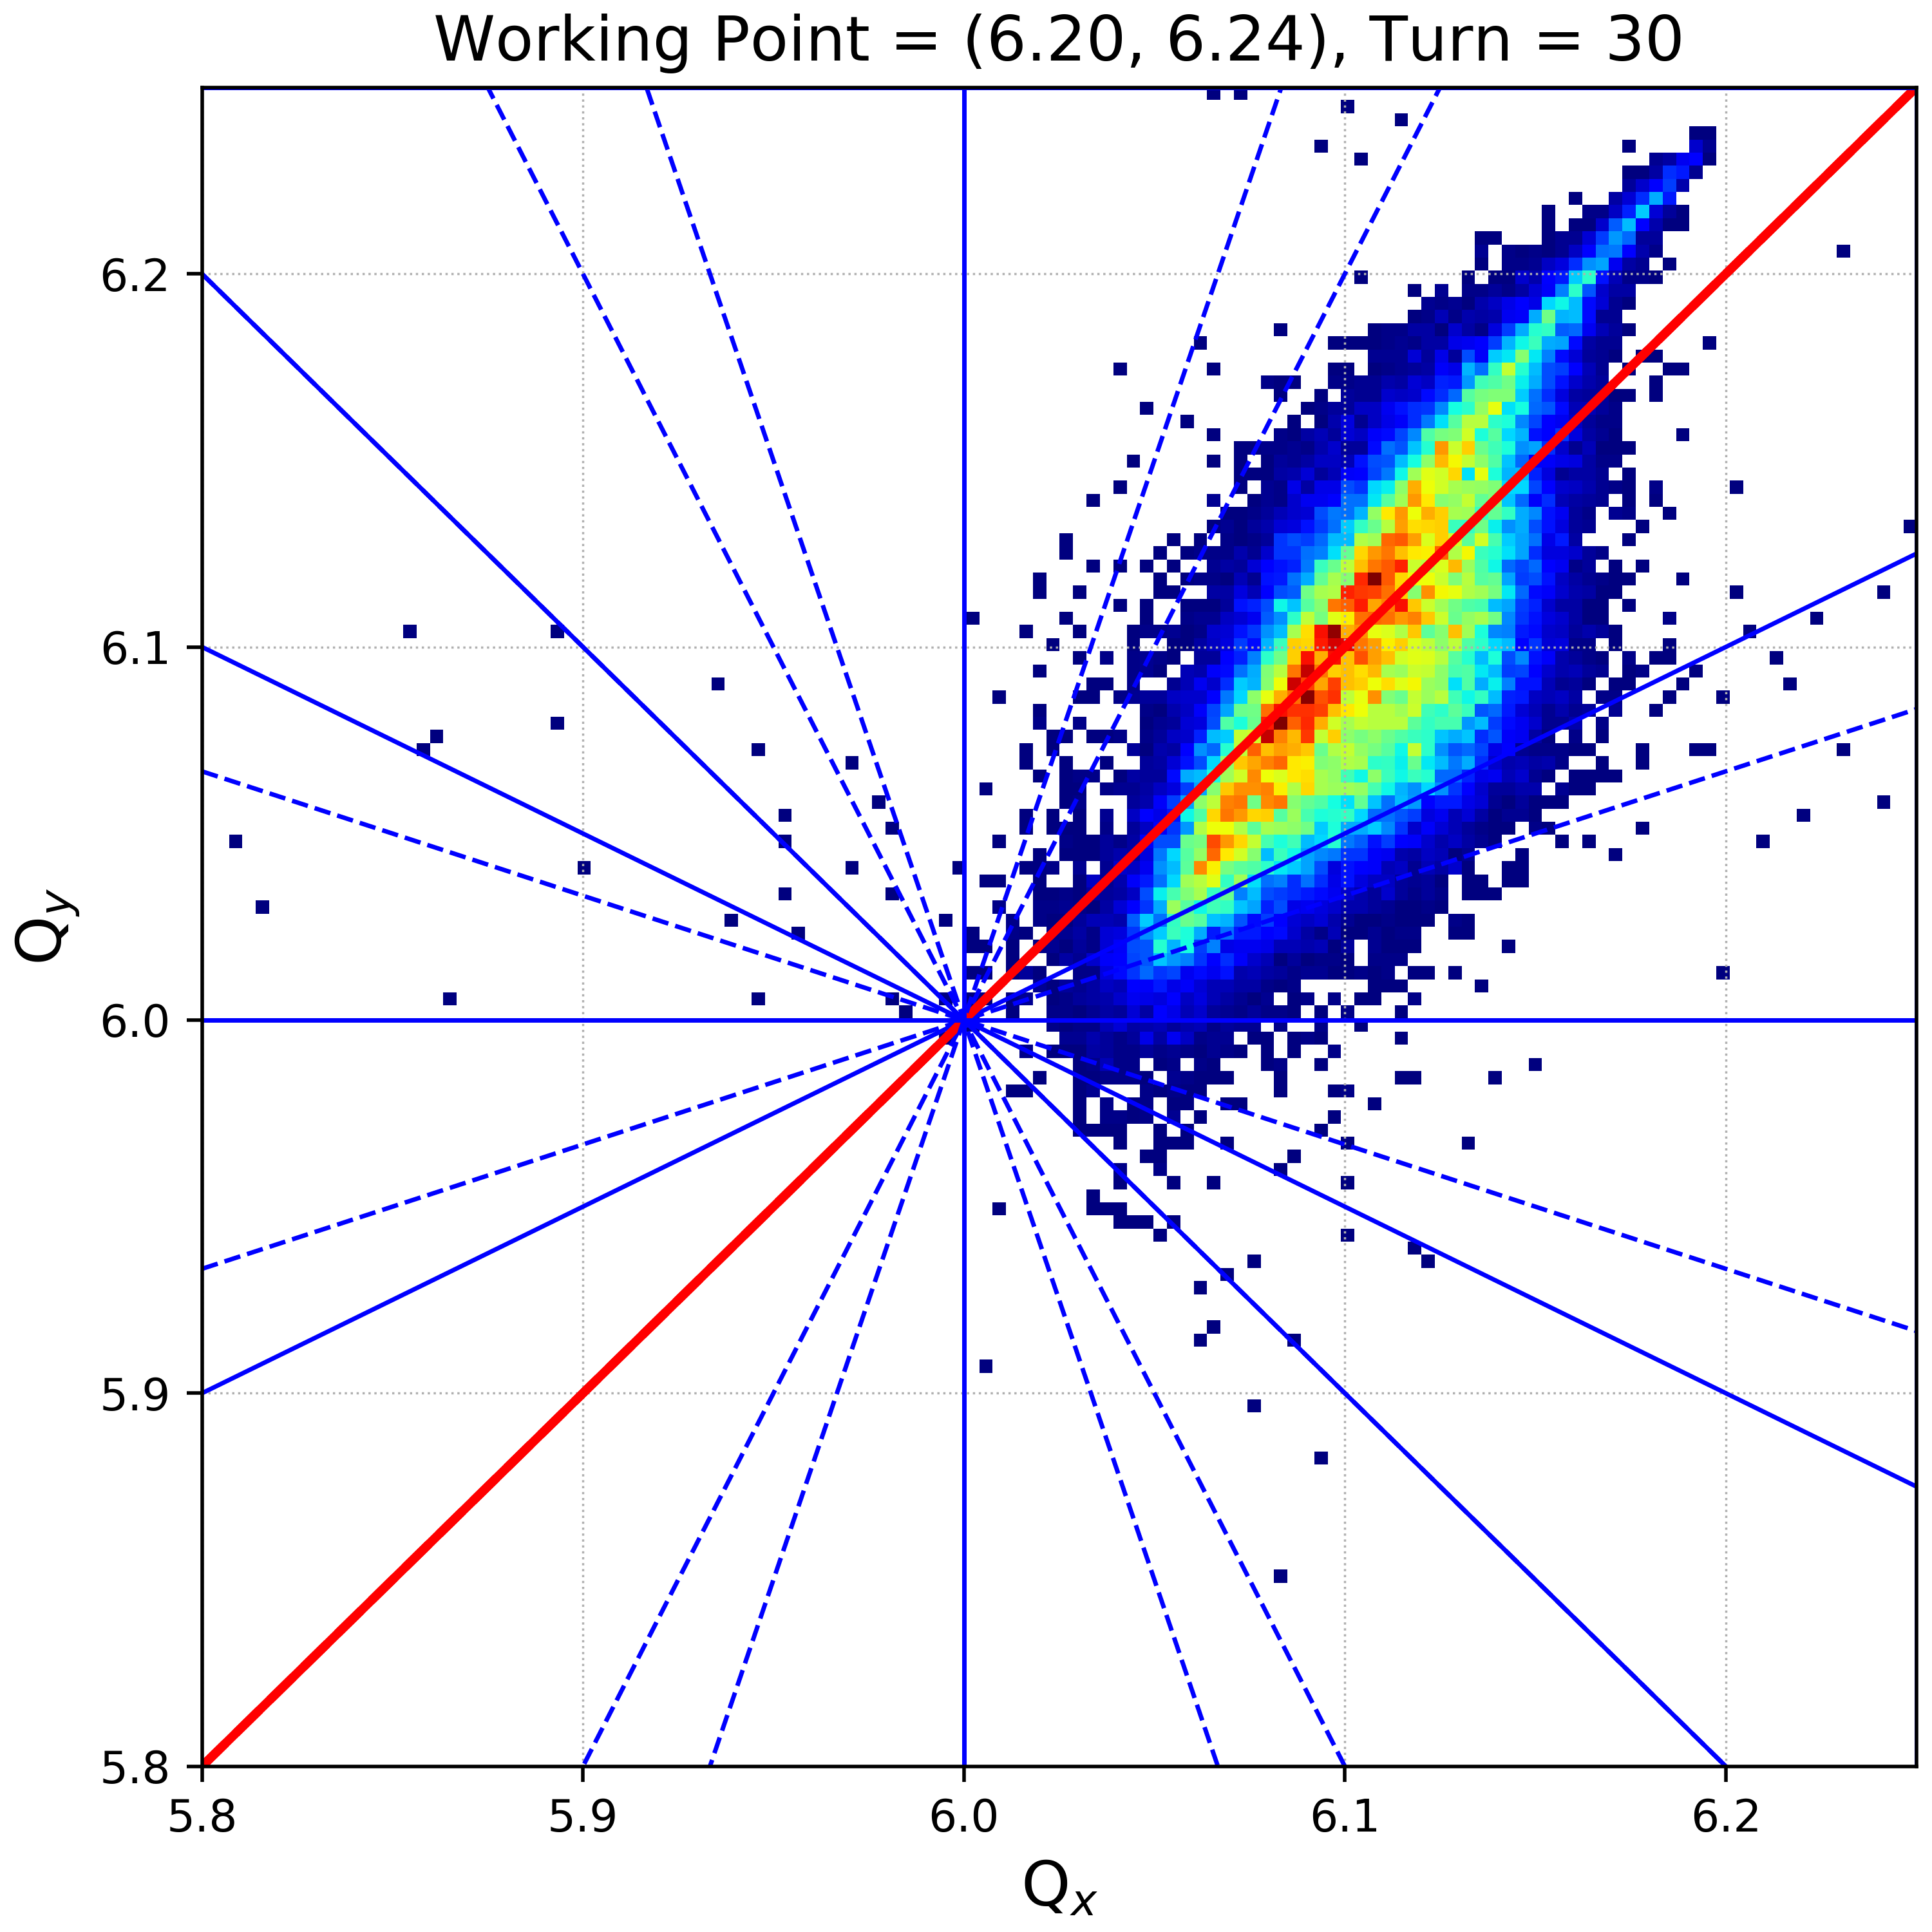 Working Point = (6.20, 6.24), Turn = 30
6.2
6.1
6.0
5.9
5.8
Qy
5.8 5.9 6.0 6.1 6.2
Qx